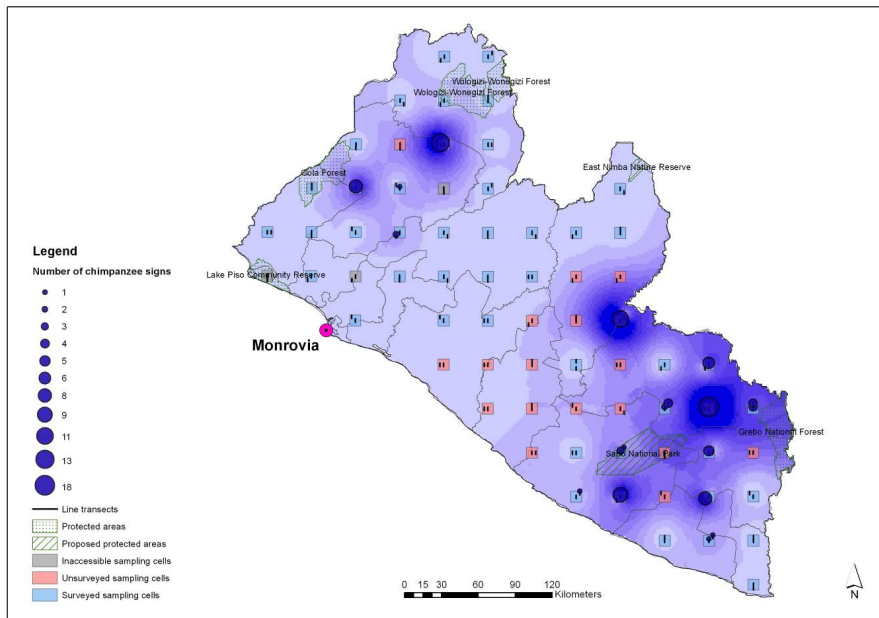 Wologizi-Wonegizi Forest
Wologizi-Wonegizi Forest
East Nimba Nature Reserve
Gola Forest
Lake Piso Community Reserve
Monrovia
Grebo National Forest
Sapo National Park
Legend
Number of chimpanzee signs
1
2
3
4
5
6
8
9
11
13
18
Line transects
Protected areas
Proposed protected areas
Inaccessible sampling cells
Unsurveyed sampling cells
Surveyed sampling cells
0 15 30 60 90 120
Kilometers
N